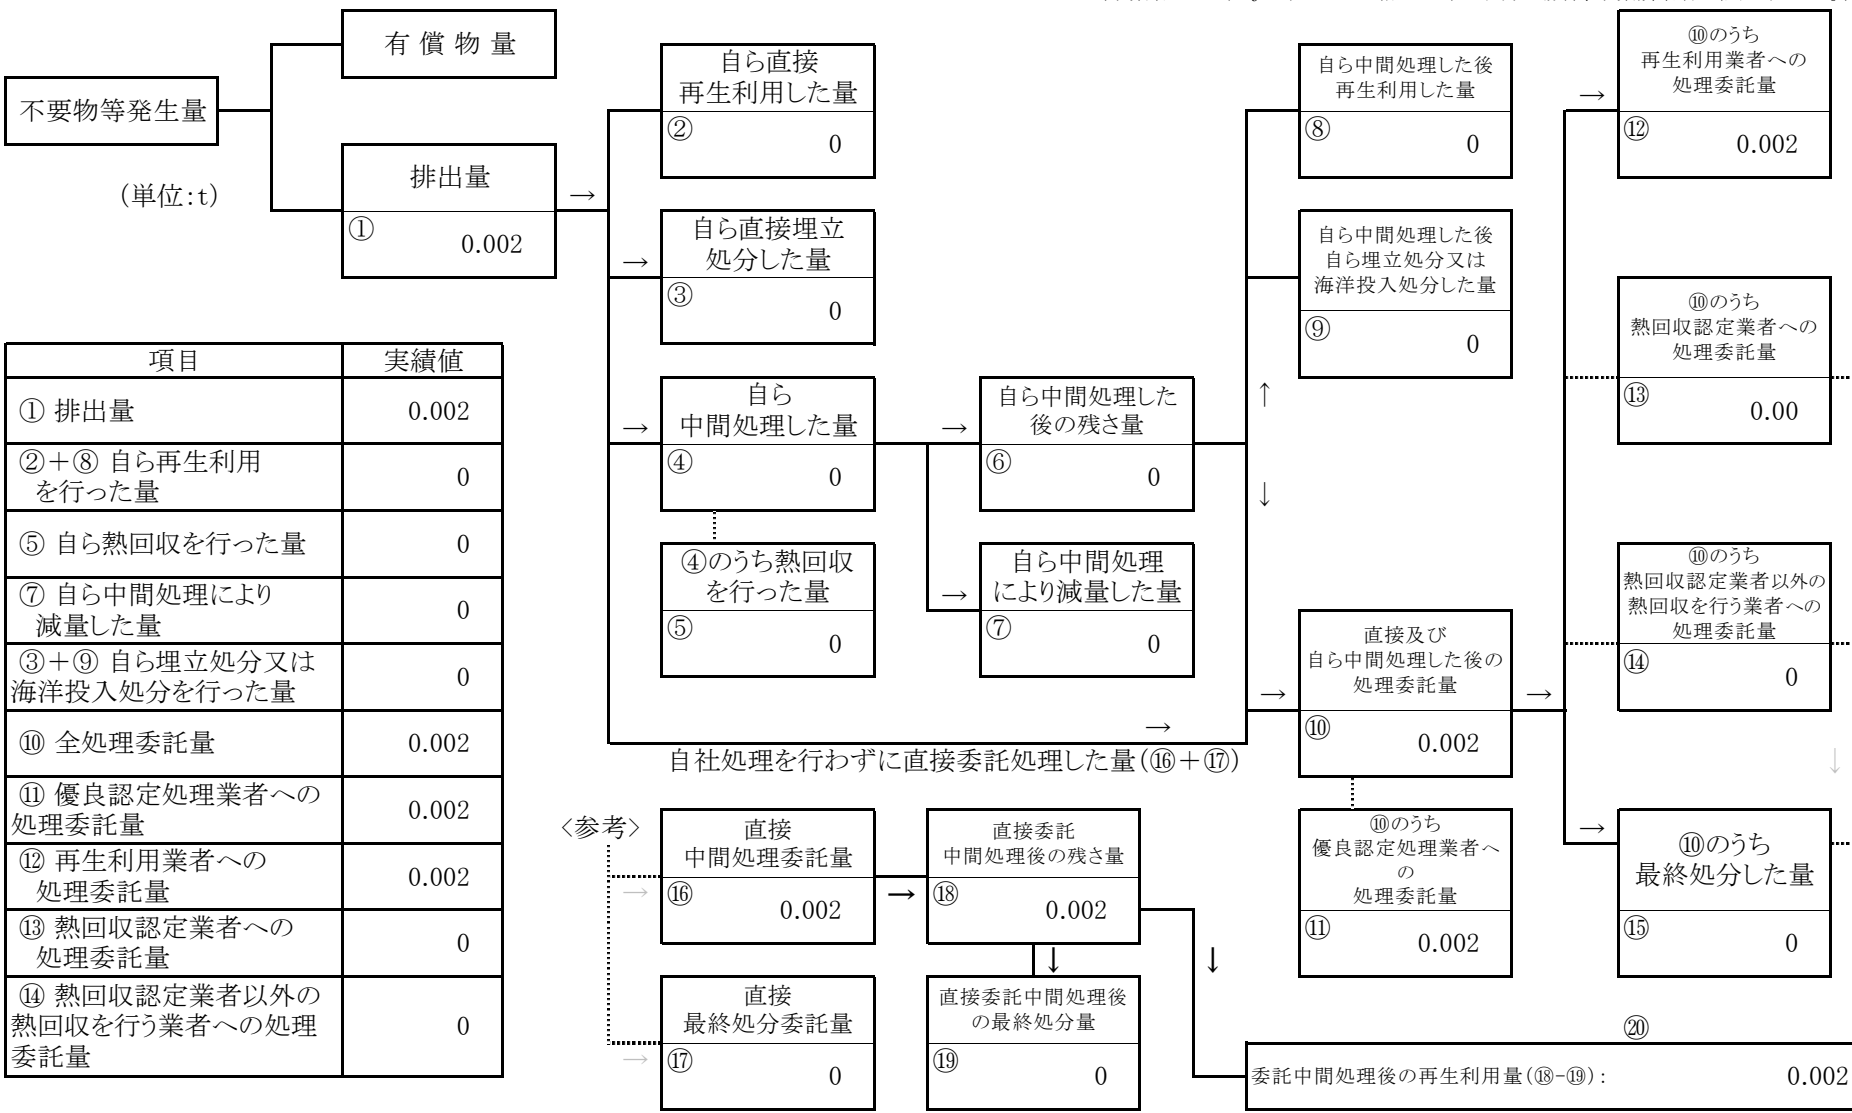 有 償 物 量
不要物等発生量
(単位:t)
排出量
①
0.002
→
自ら直接
再生利用した量
②
0
→
自ら直接埋立
処分した量
③
0
→
自ら
中間処理した量
④
0
④のうち熱回収
を行った量
⑤
0
→
自ら中間処理した
後の残さ量
⑥
0
→
自ら中間処理
により減量した量
⑦
0
自ら中間処理した後
再生利用した量
⑧
0
自ら中間処理した後
自ら埋立処分又は
海洋投入処分した量
⑨
0
↑
↓
→
直接及び
自ら中間処理した後の
処理委託量
⑩
0.002
→
⑩のうち
優良認定処理業者へ
の
処理委託量
⑪
0.002
→
⑩のうち
再生利用業者への
処理委託量
⑫
0.002
⑩のうち
熱回収認定業者への
処理委託量
⑬
0.00
⑩のうち
熱回収認定業者以外の
熱回収を行う業者への
処理委託量
⑭
0
↓
→
⑩のうち
最終処分した量
⑮
0
→
自社処理を行わずに直接委託処理した量(⑯+⑰)
<参考>
→
直接
中間処理委託量
⑯
0.002
→
直接委託
中間処理後の残さ量
⑱
0.002
↓
↓
→
直接
最終処分委託量
⑰
0
直接委託中間処理後
の最終処分量
⑲
0
⑳
委託中間処理後の再生利用量(⑱-⑲): 0.002
項目 実績値
① 排出量 0.002
②+⑧ 自ら再生利用
を行った量 0
⑤ 自ら熱回収を行った量 0
⑦ 自ら中間処理により
減量した量 0
③+⑨ 自ら埋立処分又は
海洋投入処分を行った量 0
⑩ 全処理委託量 0.002
⑪ 優良認定処理業者への
処理委託量 0.002
⑫ 再生利用業者への
処理委託量 0.002
⑬ 熱回収認定業者への
処理委託量 0
⑭ 熱回収認定業者以外の
熱回収を行う業者への処理
委託量 0